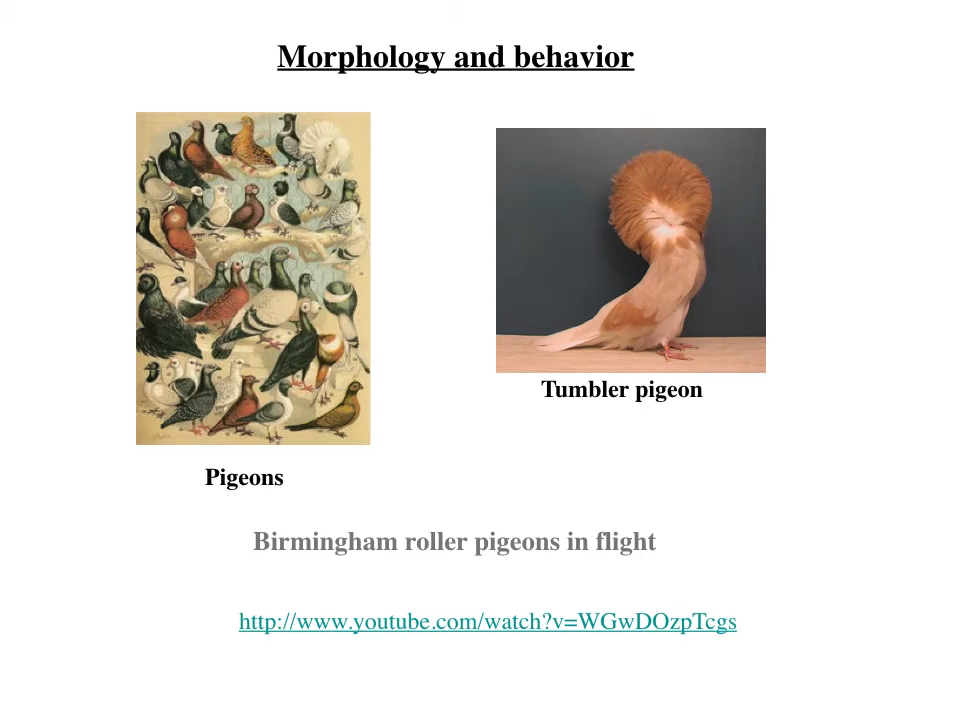 Morphology and behavior
Tumbler pigeon
Pigeons
Birmingham roller pigeons in flight
http://www.youtube.com/watch?v=WGwDOzpTcgs